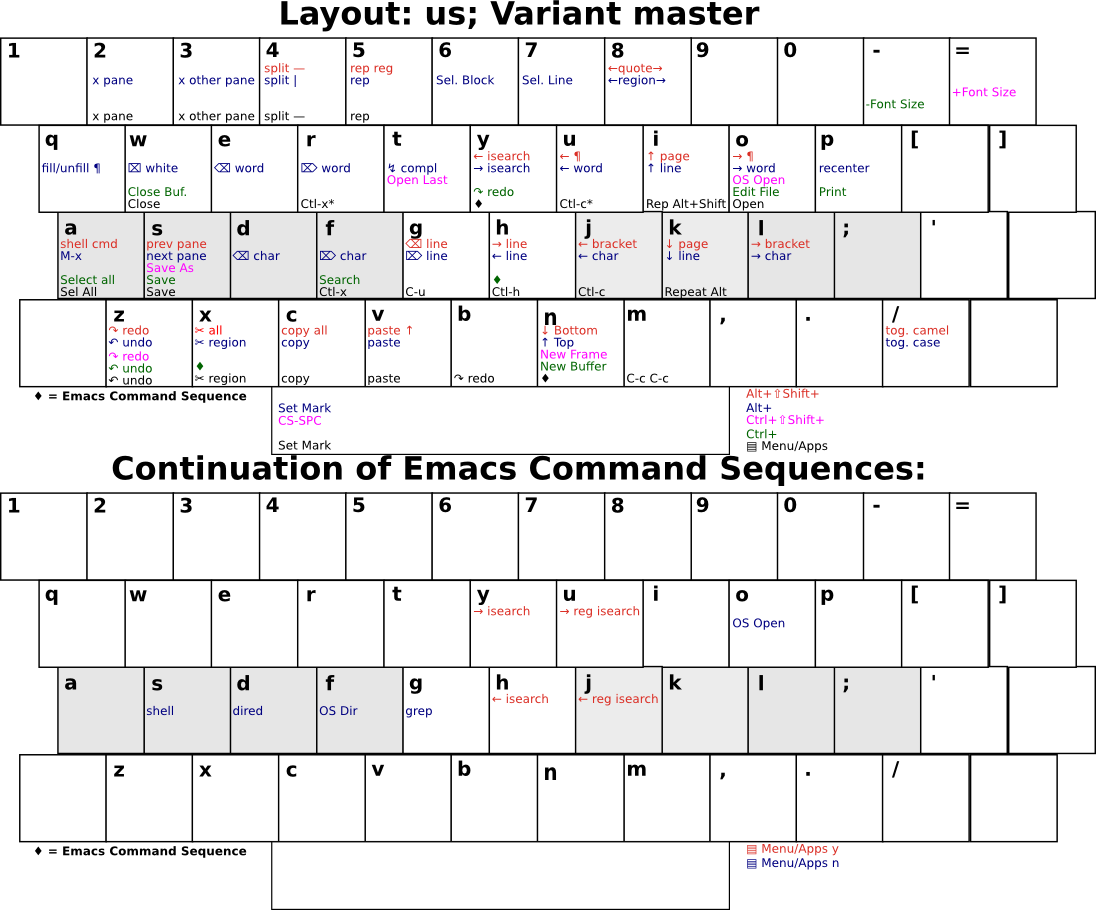 Layout: us; Variant master
1 2 3 4 5 6 7 8 9 0 - =
split — rep reg ←quote→
x pane x other pane split | rep Sel. Block Sel. Line ←region→
+Font Size
-Font Size
x pane x other pane split — rep
q w e r t y u i o p [ ]
← isearch ← ¶ ↑ page → ¶
fill/unfill ¶ ⌧ white ⌫ word ⌦ word ↯ compl → isearch ← word ↑ line → word recenter
Open Last OS Open
Close Buf. ↷ redo Edit File Print
Close Ctl-x* ♦ Ctl-c* Rep Alt+Shift Open
a s d f g h j k l ; '
shell cmd prev pane ⌫ line → line ← bracket ↓ page → bracket
M-x next pane ⌫ char ⌦ char ⌦ line ← line ← char ↓ line → char
Save As
Select all Save Search ♦
Sel All Save Ctl-x C-u Ctl-h Ctl-c Repeat Alt
z x c v b n m , . /
↷ redo ✂ all copy all paste ↑ ↓ Bottom tog. camel
↶ undo ✂ region copy paste ↑ Top tog. case
↷ redo New Frame
↶ undo ♦ New Buffer
↶ undo ✂ region copy paste ↷ redo ♦ C-c C-c
♦ = Emacs Command Sequence
Set Mark
CS-SPC
Set Mark
Alt+⇧Shift+
Alt+
Ctrl+⇧Shift+
Ctrl+
▤ Menu/Apps
Continuation of Emacs Command Sequences:
1 2 3 4 5 6 7 8 9 0 - =
q w e r t y u i o p [ ]
→ isearch → reg isearch
OS Open
a s d f g h j k l ; '
← isearch ← reg isearch
shell dired OS Dir grep
z x c v b n m , . /
♦ = Emacs Command Sequence
▤ Menu/Apps y
▤ Menu/Apps n